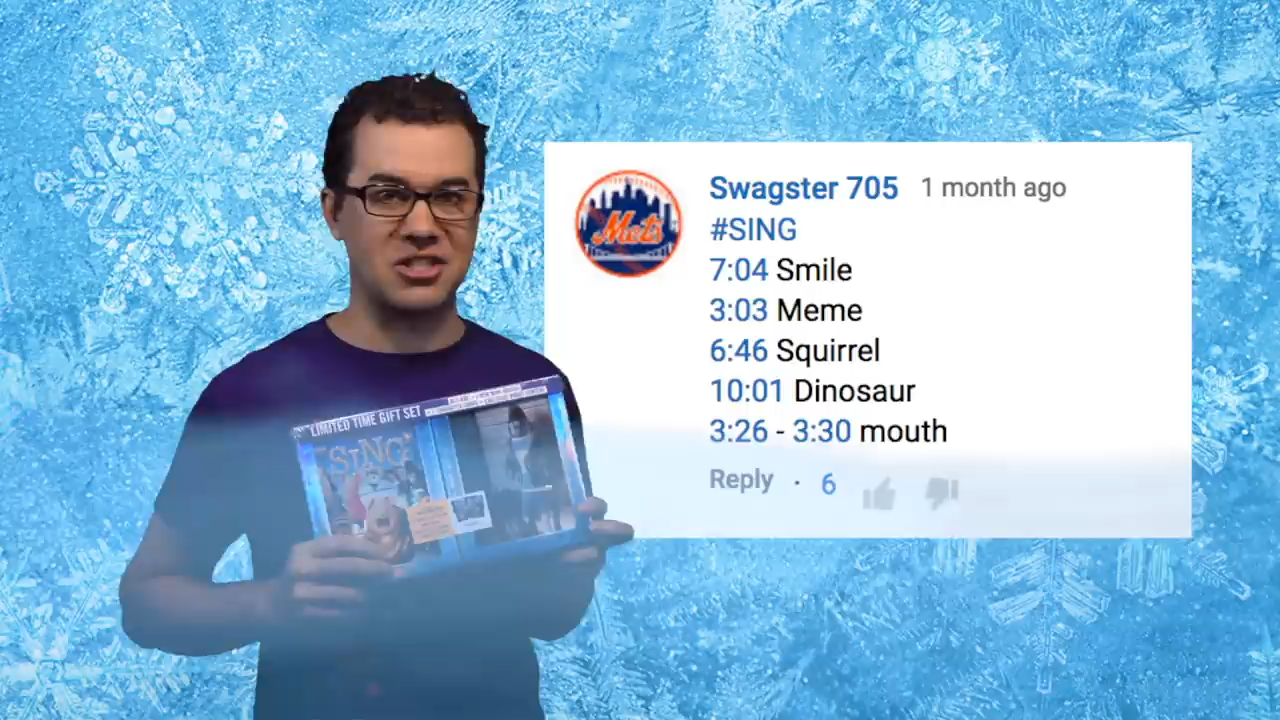 Swagster 705 1 month ago
#SING
7:04 Smile
3:03 Meme
6:46 Squirrel
10:01 Dinosaur
3:26 - 3:30 mouth
Reply · 6
Mets
LIMITED TIME GIFT SET
SING